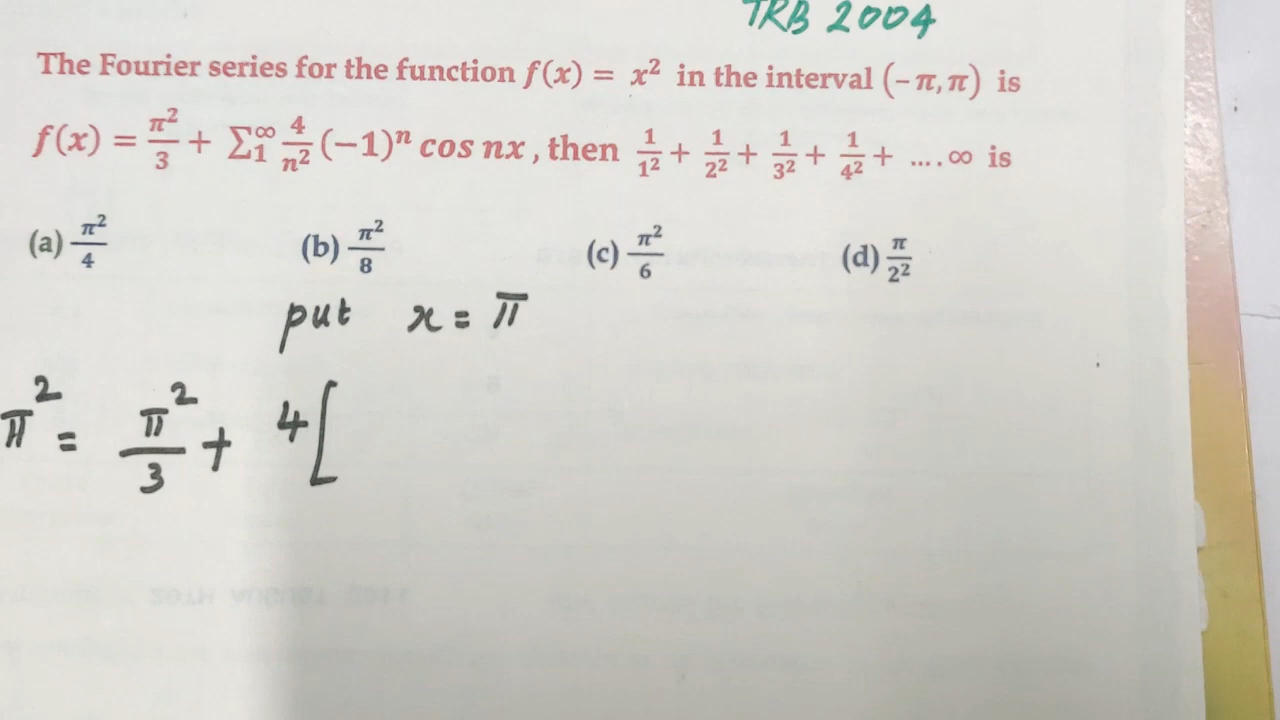 TRB 2004
The Fourier series for the function f(x) = x² in the interval (−π, π) is
f(x) = π²/3 + ∑₁^∞ 4/n² (−1)ⁿ cos nx , then 1/1² + 1/2² + 1/3² + 1/4² + .... ∞ is
(a) π²/4 (b) π²/8 (c) π²/6 (d) π/2²
put x = π
π² = π²/3 + 4[